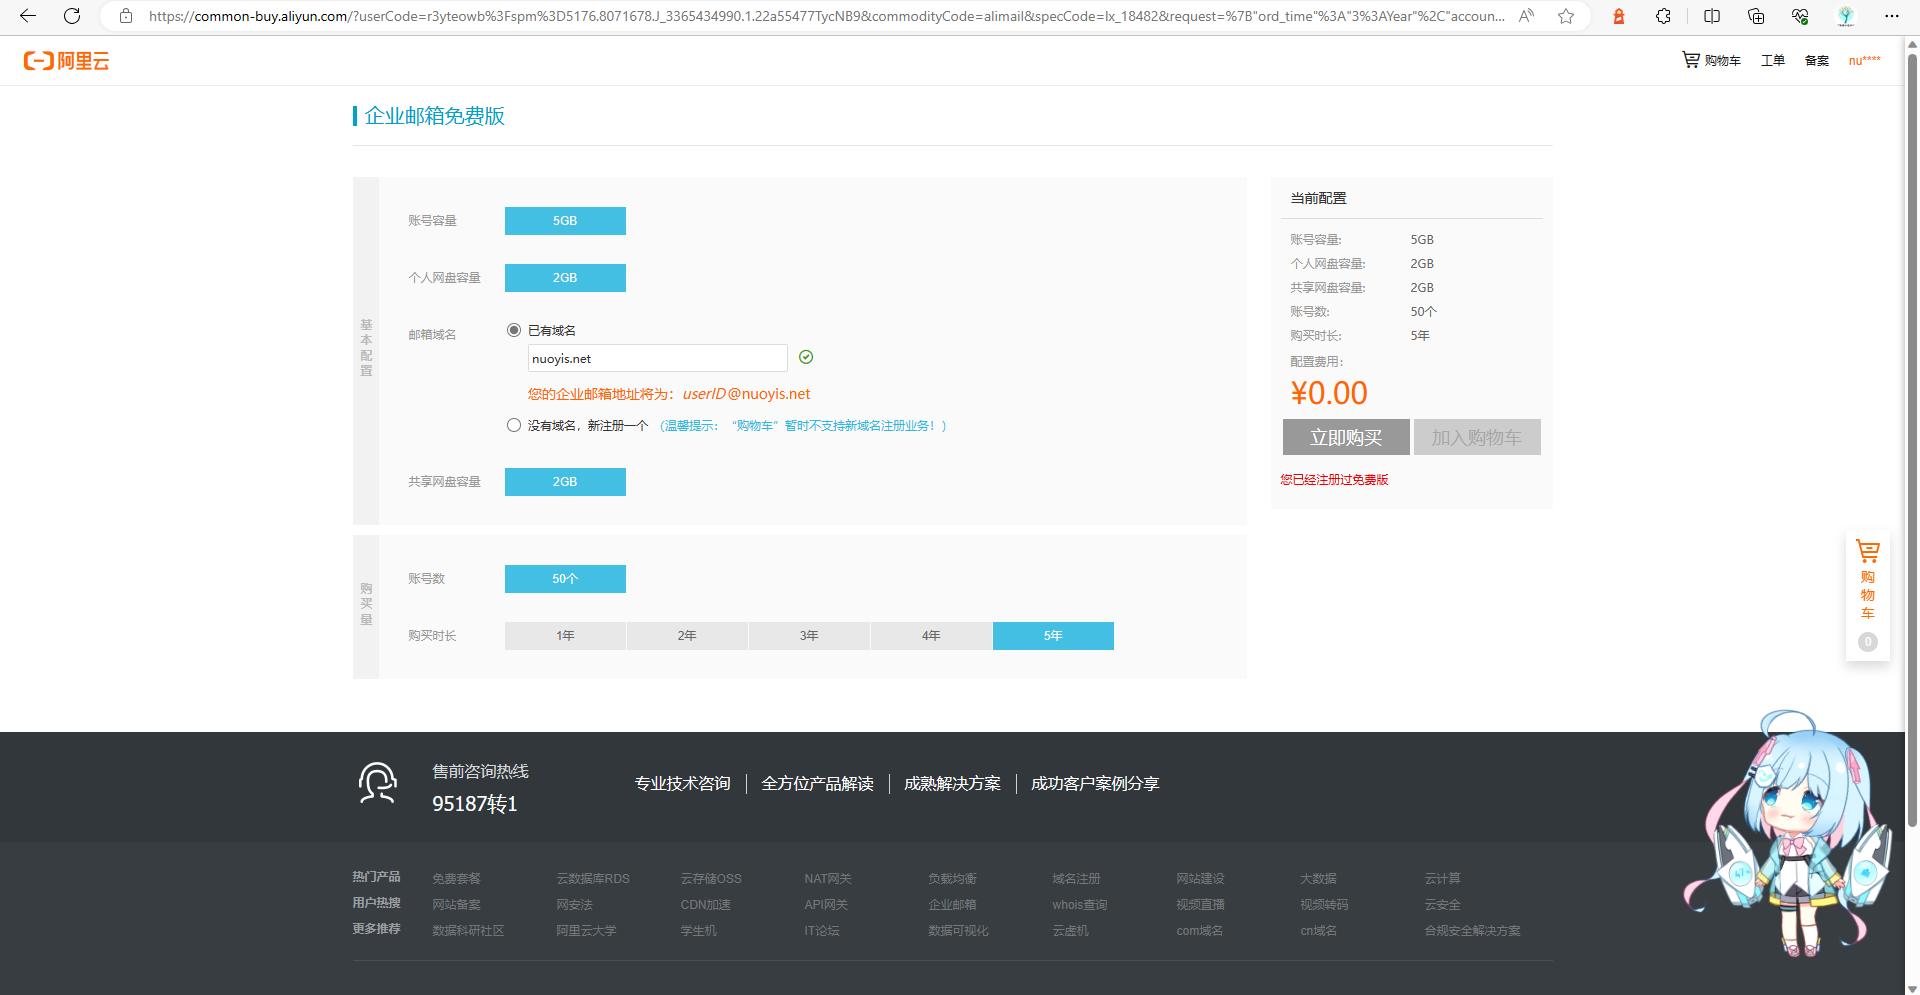 https://common-buy.aliyun.com/?userCode=r3yteowb%3Fspm%3D5176.8071678.J_3365434990.1.22a55477TycNB9&commodityCode=alimail&specCode=lx_18482&request=%7B"ord_time"%3A"3%3AYear"%2C"accoun...
阿里云
购物车 工单 备案 nu****
企业邮箱免费版
基本配置
账号容量 5GB
个人网盘容量 2GB
邮箱域名 已有域名
nuoyis.net
您的企业邮箱地址将为：userID@nuoyis.net
没有域名，新注册一个 （温馨提示：“购物车”暂时不支持新域名注册业务！）
共享网盘容量 2GB
购买量
账号数 50个
购买时长 1年 2年 3年 4年 5年
当前配置
账号容量: 5GB
个人网盘容量: 2GB
共享网盘容量: 2GB
账号数: 50个
购买时长: 5年
配置费用:
¥0.00
立即购买 加入购物车
您已经注册过免费版
购物车
0
售前咨询热线
95187转1
专业技术咨询 全方位产品解读 成熟解决方案 成功客户案例分享
热门产品 免费套餐 云数据库RDS 云存储OSS NAT网关 负载均衡 域名注册 网站建设 大数据 云计算
用户热搜 网站备案 网安法 CDN加速 API网关 企业邮箱 whois查询 视频直播 视频转码 云安全
更多推荐 数据科研社区 阿里云大学 学生机 IT论坛 数据可视化 云虚机 com域名 cn域名 合规安全解决方案